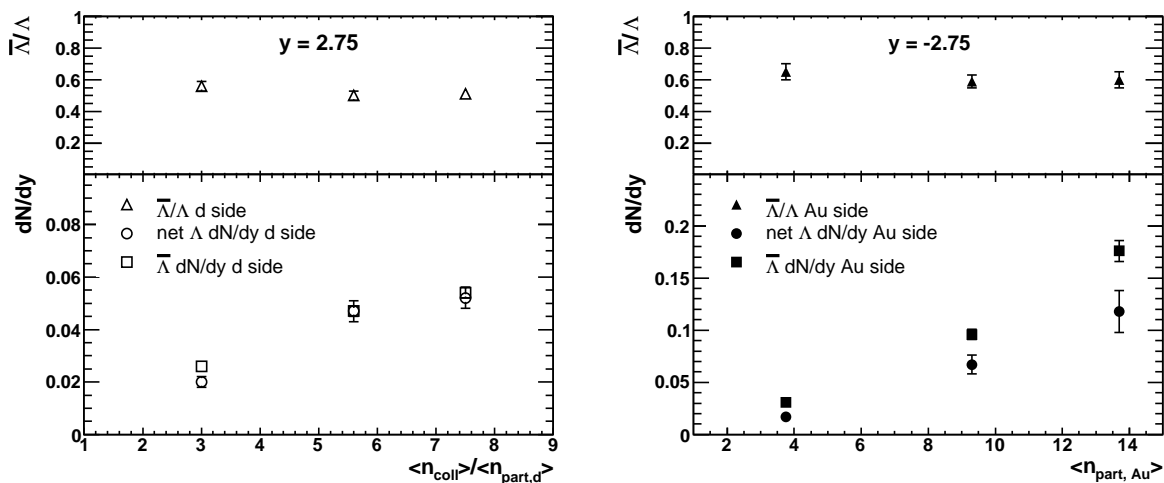 Λ̅/Λ
1
0.8
0.6
0.4
0.2
y = 2.75
dN/dy
0.08
0.06
0.04
0.02
0
Λ̅/Λ d side
net Λ dN/dy d side
Λ̅ dN/dy d side
1 2 3 4 5 6 7 8 9
<n_coll>/<n_part,d>
Λ̅/Λ
1
0.8
0.6
0.4
0.2
y = -2.75
dN/dy
0.2
0.15
0.1
0.05
0
Λ̅/Λ Au side
net Λ dN/dy Au side
Λ̅ dN/dy Au side
2 4 6 8 10 12 14
<n_part, Au>